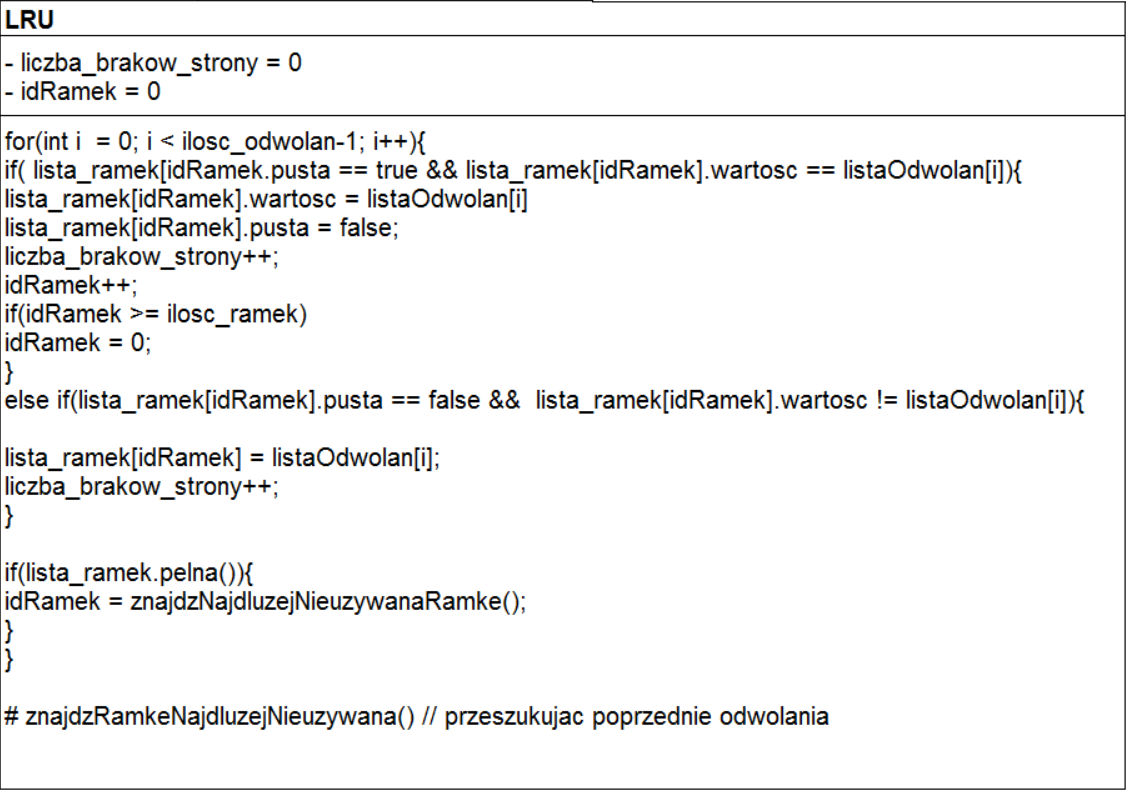 LRU
- liczba_brakow_strony = 0
- idRamek = 0
for(int i  = 0; i < ilosc_odwolan-1; i++){
if( lista_ramek[idRamek.pusta == true && lista_ramek[idRamek].wartosc == listaOdwolan[i]){
lista_ramek[idRamek].wartosc = listaOdwolan[i]
lista_ramek[idRamek].pusta = false;
liczba_brakow_strony++;
idRamek++;
if(idRamek >= ilosc_ramek)
idRamek = 0;
}
else if(lista_ramek[idRamek].pusta == false &&  lista_ramek[idRamek].wartosc != listaOdwolan[i]){
lista_ramek[idRamek] = listaOdwolan[i];
liczba_brakow_strony++;
}
if(lista_ramek.pelna()){
idRamek = znajdzNajdluzejNieuzywanaRamke();
}
}
# znajdzRamkeNajdluzejNieuzywana() // przeszukujac poprzednie odwolania